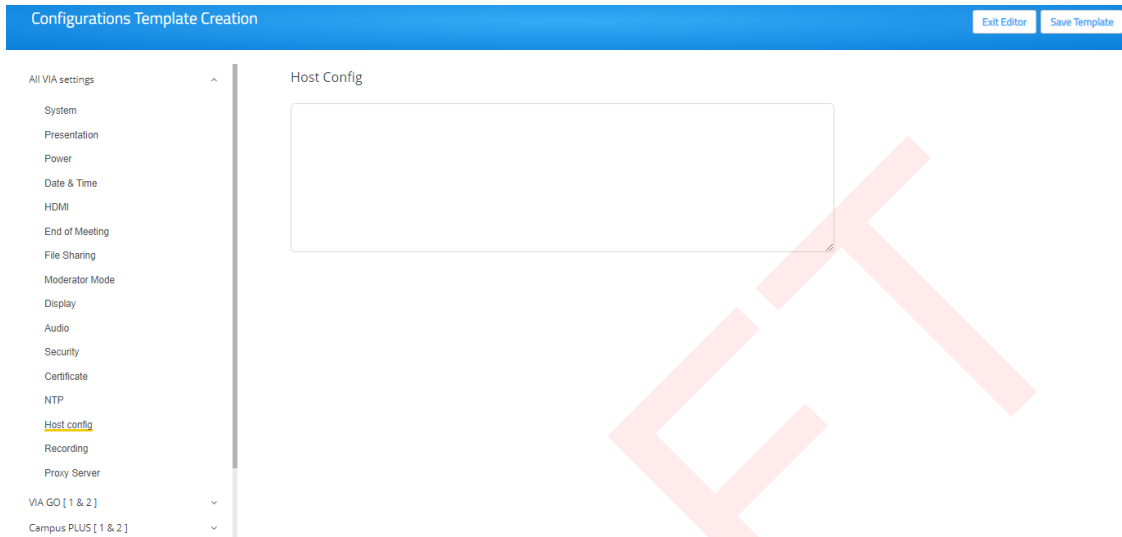 Configurations Template Creation
Exit Editor
Save Template
All VIA settings
System
Presentation
Power
Date & Time
HDMI
End of Meeting
File Sharing
Moderator Mode
Display
Audio
Security
Certificate
NTP
Host config
Recording
Proxy Server
VIA GO [ 1 & 2 ]
Campus PLUS [ 1 & 2 ]
Host Config